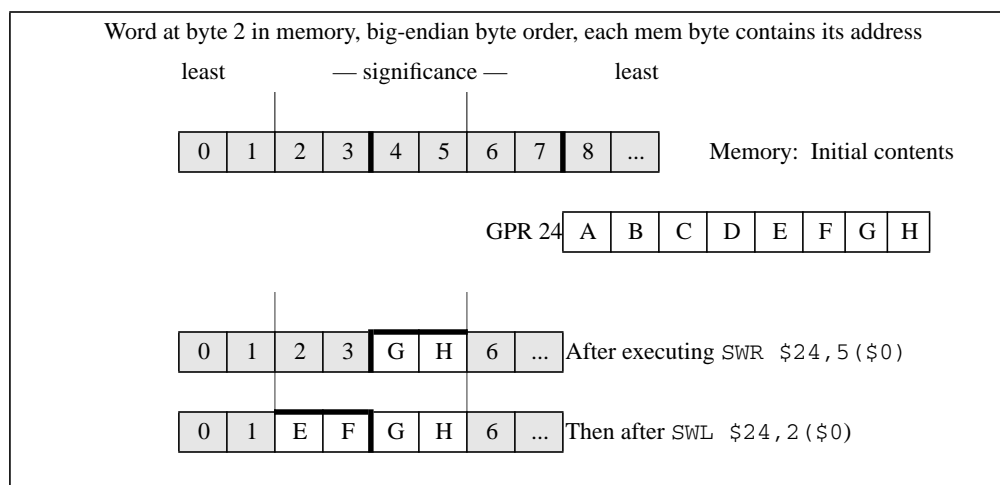 Word at byte 2 in memory, big-endian byte order, each mem byte contains its address
least — significance — least
0 1 2 3 4 5 6 7 8 ... Memory: Initial contents
GPR 24 A B C D E F G H
0 1 2 3 G H 6 ... After executing SWR $24,5($0)
0 1 E F G H 6 ... Then after SWL $24,2($0)